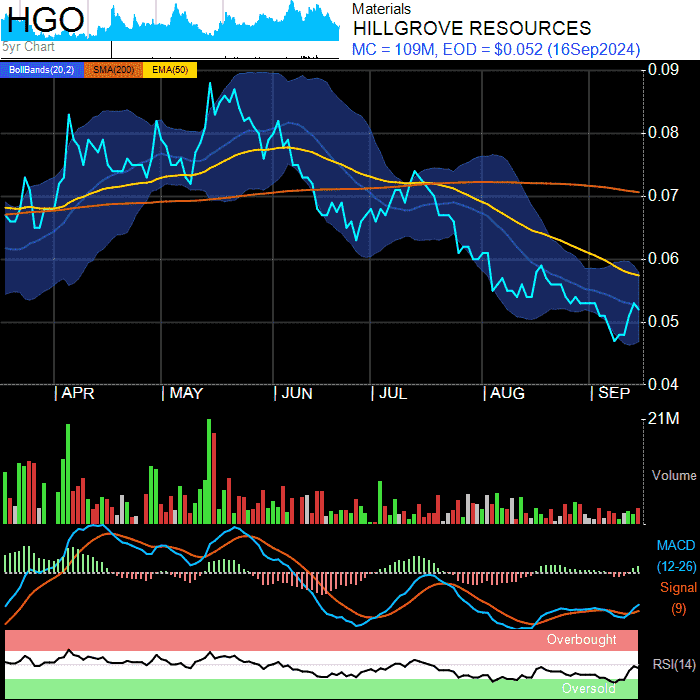 HGO
5yr Chart
Materials
HILLGROVE RESOURCES
MC = 109M, EOD = $0.052 (16Sep2024)
BollBands(20,2) SMA(200) EMA(50)
0.09
0.08
0.07
0.06
0.05
0.04
APR MAY JUN JUL AUG SEP
21M
Volume
MACD
(12-26)
Signal
(9)
Overbought
RSI(14)
Oversold